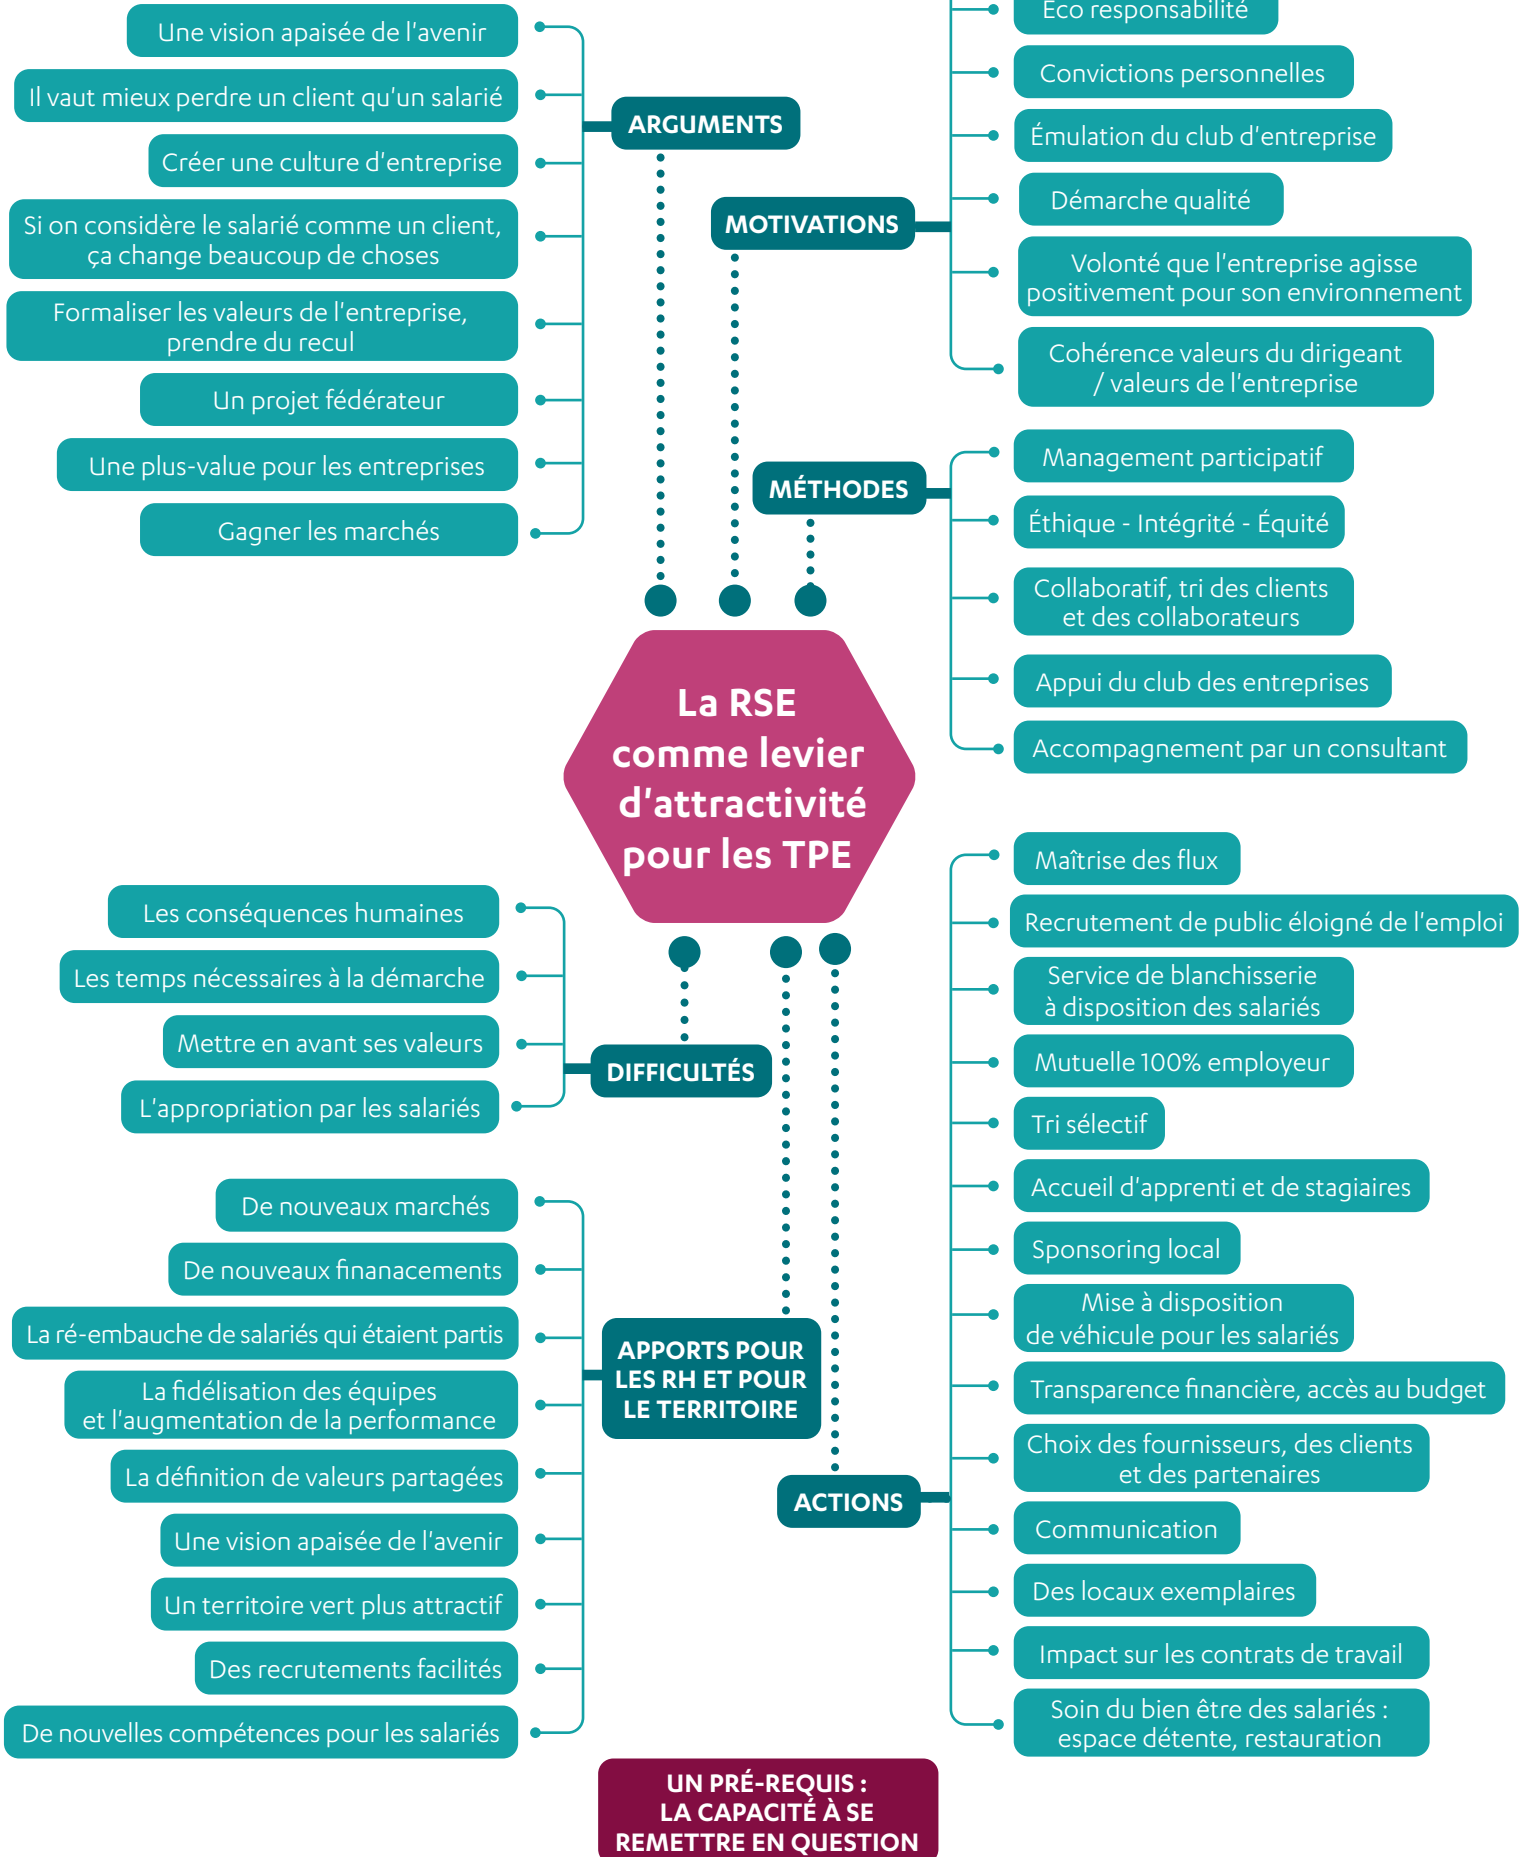 Une vision apaisée de l'avenir
Il vaut mieux perdre un client qu'un salarié
Créer une culture d'entreprise
Si on considère le salarié comme un client,
ça change beaucoup de choses
Formaliser les valeurs de l'entreprise,
prendre du recul
Un projet fédérateur
Une plus-value pour les entreprises
Gagner les marchés
ARGUMENTS
MOTIVATIONS
Eco responsabilité
Convictions personnelles
Émulation du club d'entreprise
Démarche qualité
Volonté que l'entreprise agisse
positivement pour son environnement
Cohérence valeurs du dirigeant
/ valeurs de l'entreprise
MÉTHODES
Management participatif
Éthique - Intégrité - Équité
Collaboratif, tri des clients
et des collaborateurs
Appui du club des entreprises
Accompagnement par un consultant
La RSE
comme levier
d'attractivité
pour les TPE
Les conséquences humaines
Les temps nécessaires à la démarche
Mettre en avant ses valeurs
L'appropriation par les salariés
DIFFICULTÉS
De nouveaux marchés
De nouveaux finanacements
La ré-embauche de salariés qui étaient partis
La fidélisation des équipes
et l'augmentation de la performance
La définition de valeurs partagées
Une vision apaisée de l'avenir
Un territoire vert plus attractif
Des recrutements facilités
De nouvelles compétences pour les salariés
APPORTS POUR
LES RH ET POUR
LE TERRITOIRE
ACTIONS
Maîtrise des flux
Recrutement de public éloigné de l'emploi
Service de blanchisserie
à disposition des salariés
Mutuelle 100% employeur
Tri sélectif
Accueil d'apprenti et de stagiaires
Sponsoring local
Mise à disposition
de véhicule pour les salariés
Transparence financière, accès au budget
Choix des fournisseurs, des clients
et des partenaires
Communication
Des locaux exemplaires
Impact sur les contrats de travail
Soin du bien être des salariés :
espace détente, restauration
UN PRÉ-REQUIS :
LA CAPACITÉ À SE
REMETTRE EN QUESTION